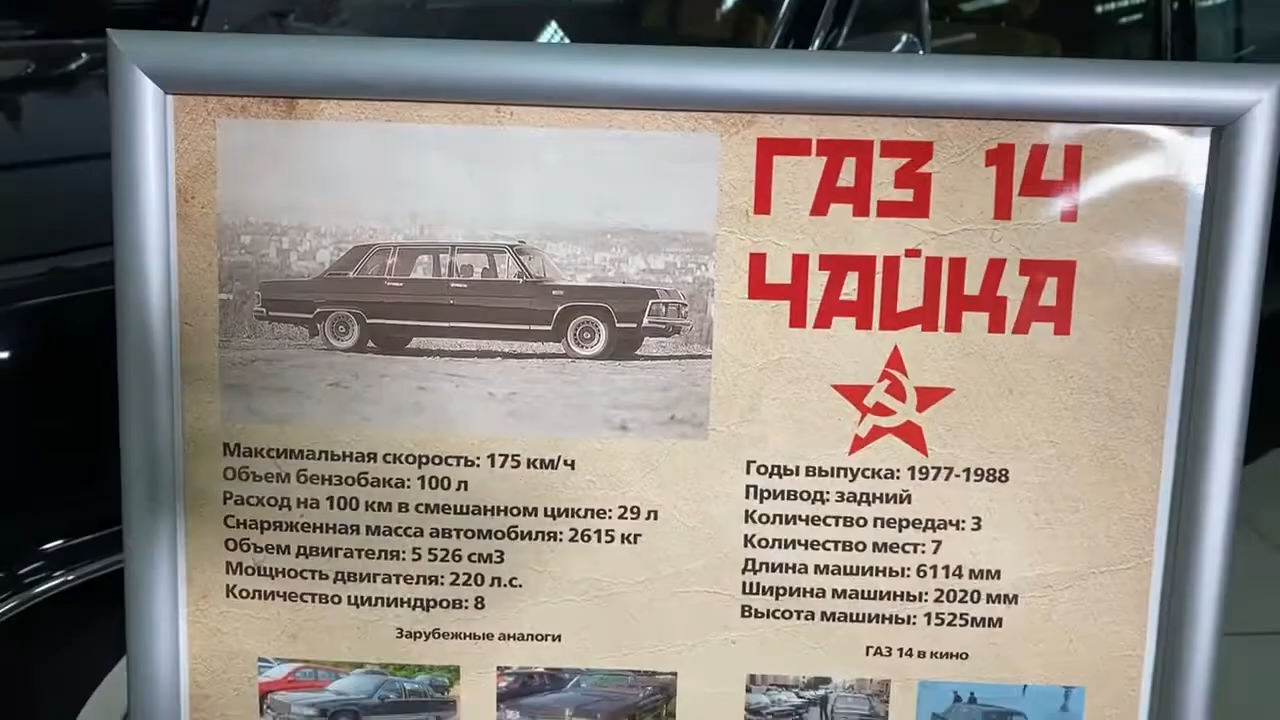 ГАЗ 14
ЧАЙКА
Максимальная скорость: 175 км/ч
Объем бензобака: 100 л
Расход на 100 км в смешанном цикле: 29 л
Снаряженная масса автомобиля: 2615 кг
Объем двигателя: 5 526 см3
Мощность двигателя: 220 л.с.
Количество цилиндров: 8
Зарубежные аналоги
Годы выпуска: 1977-1988
Привод: задний
Количество передач: 3
Количество мест: 7
Длина машины: 6114 мм
Ширина машины: 2020 мм
Высота машины: 1525мм
ГАЗ 14 в кино